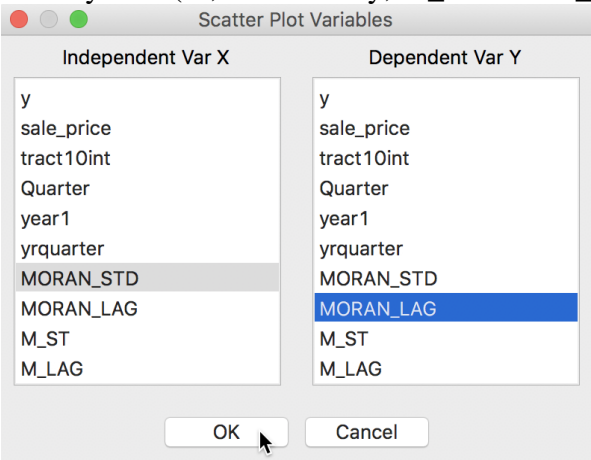 Scatter Plot Variables
Independent Var X
y
sale_price
tract10int
Quarter
year1
yrquarter
MORAN_STD
MORAN_LAG
M_ST
M_LAG
Dependent Var Y
y
sale_price
tract10int
Quarter
year1
yrquarter
MORAN_STD
MORAN_LAG
M_ST
M_LAG
OK
Cancel